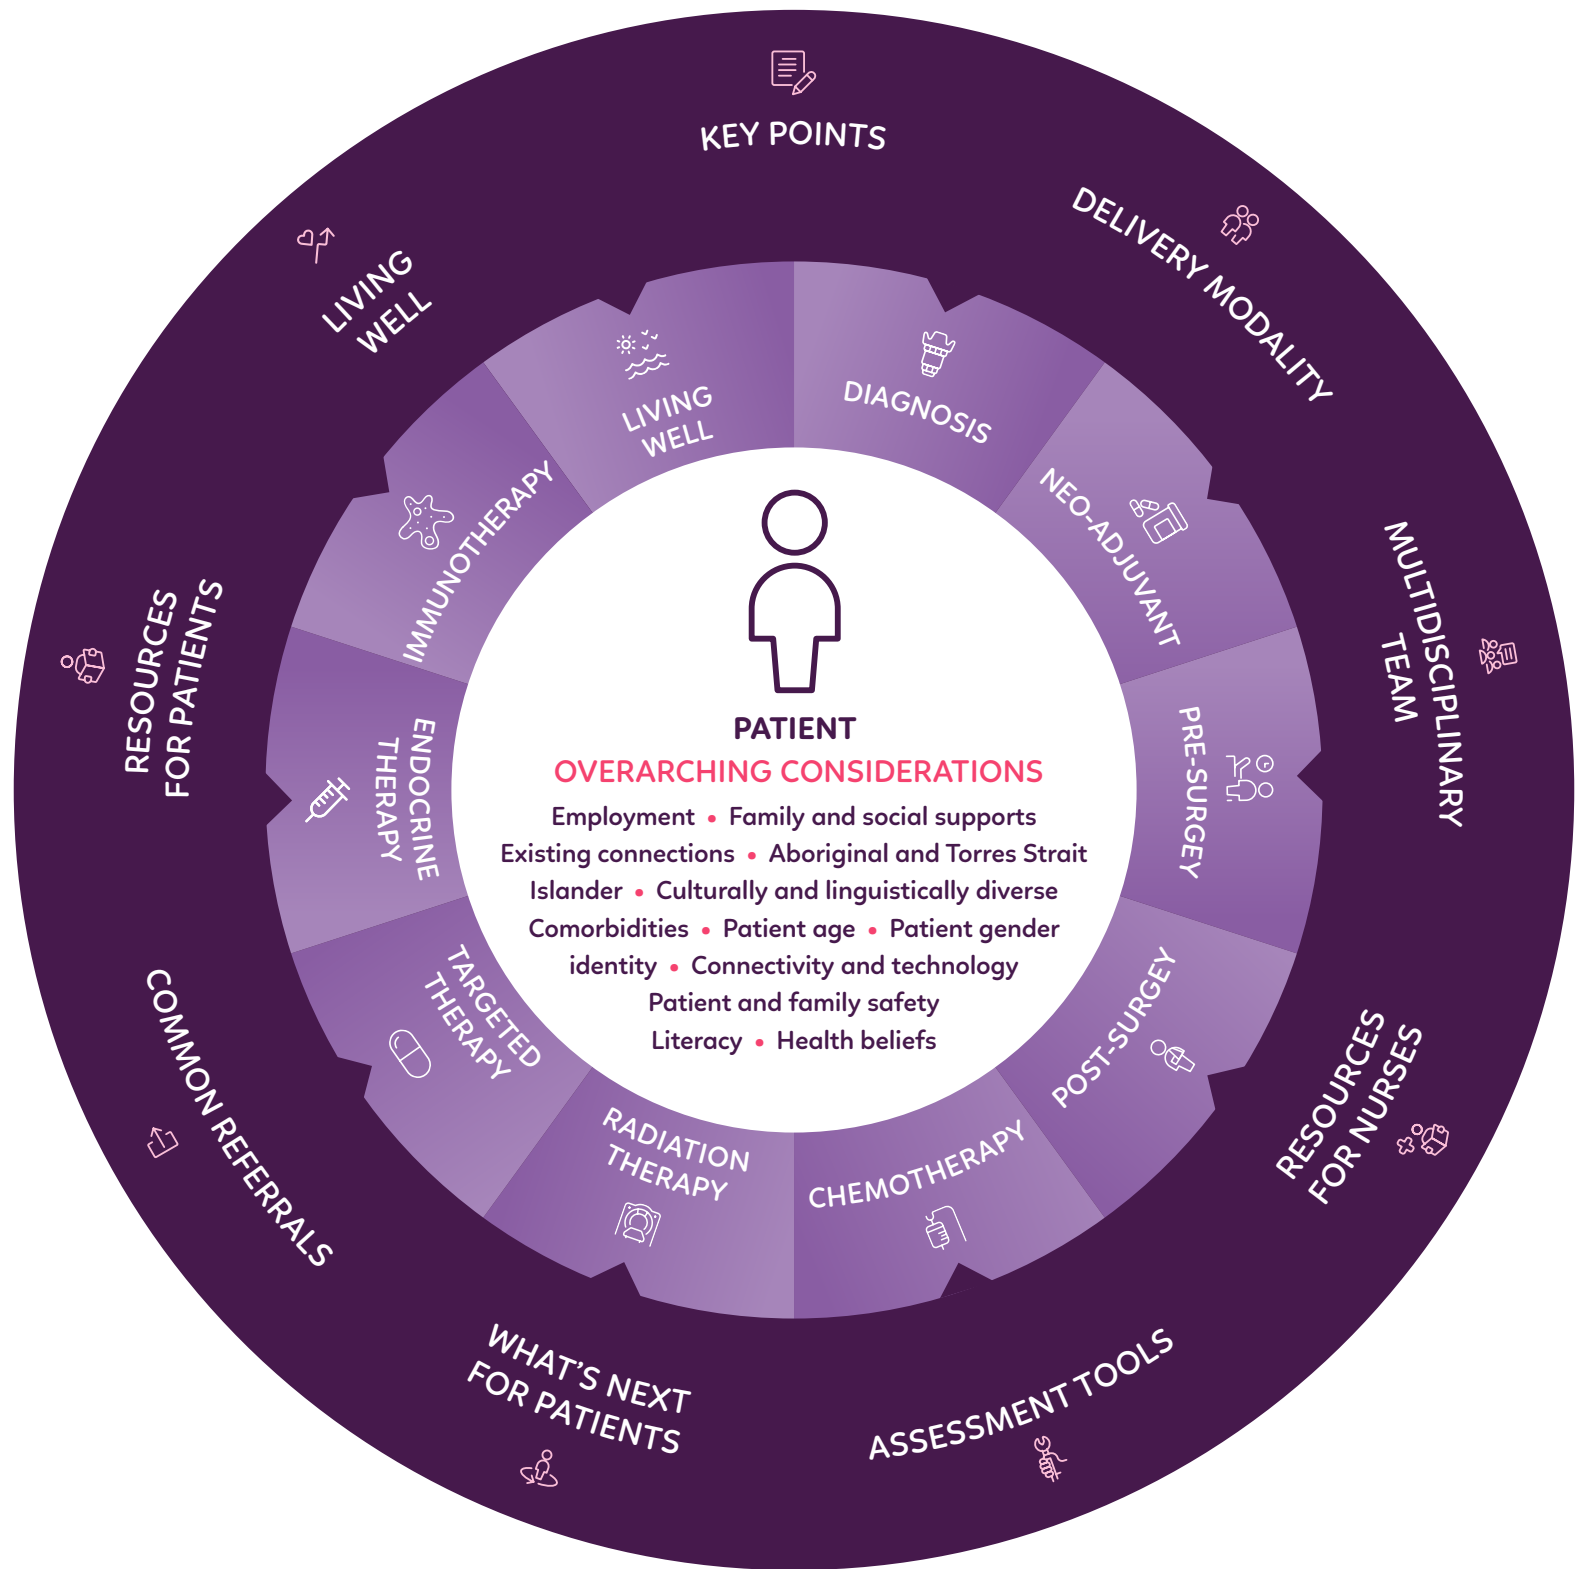 KEY POINTS
DELIVERY MODALITY
MULTIDISCIPLINARY
TEAM
RESOURCES
FOR NURSES
ASSESSMENT TOOLS
WHAT’S NEXT
FOR PATIENTS
COMMON REFERRALS
RESOURCES
FOR PATIENTS
LIVING
WELL
DIAGNOSIS
NEO-ADJUVANT
PRE-SURGEY
POST-SURGEY
CHEMOTHERAPY
RADIATION
THERAPY
TARGETED
THERAPY
ENDOCRINE
THERAPY
IMMUNOTHERAPY
LIVING
WELL
PATIENT
OVERARCHING CONSIDERATIONS
Employment • Family and social supports
Existing connections • Aboriginal and Torres Strait
Islander • Culturally and linguistically diverse
Comorbidities • Patient age • Patient gender
identity • Connectivity and technology
Patient and family safety
Literacy • Health beliefs